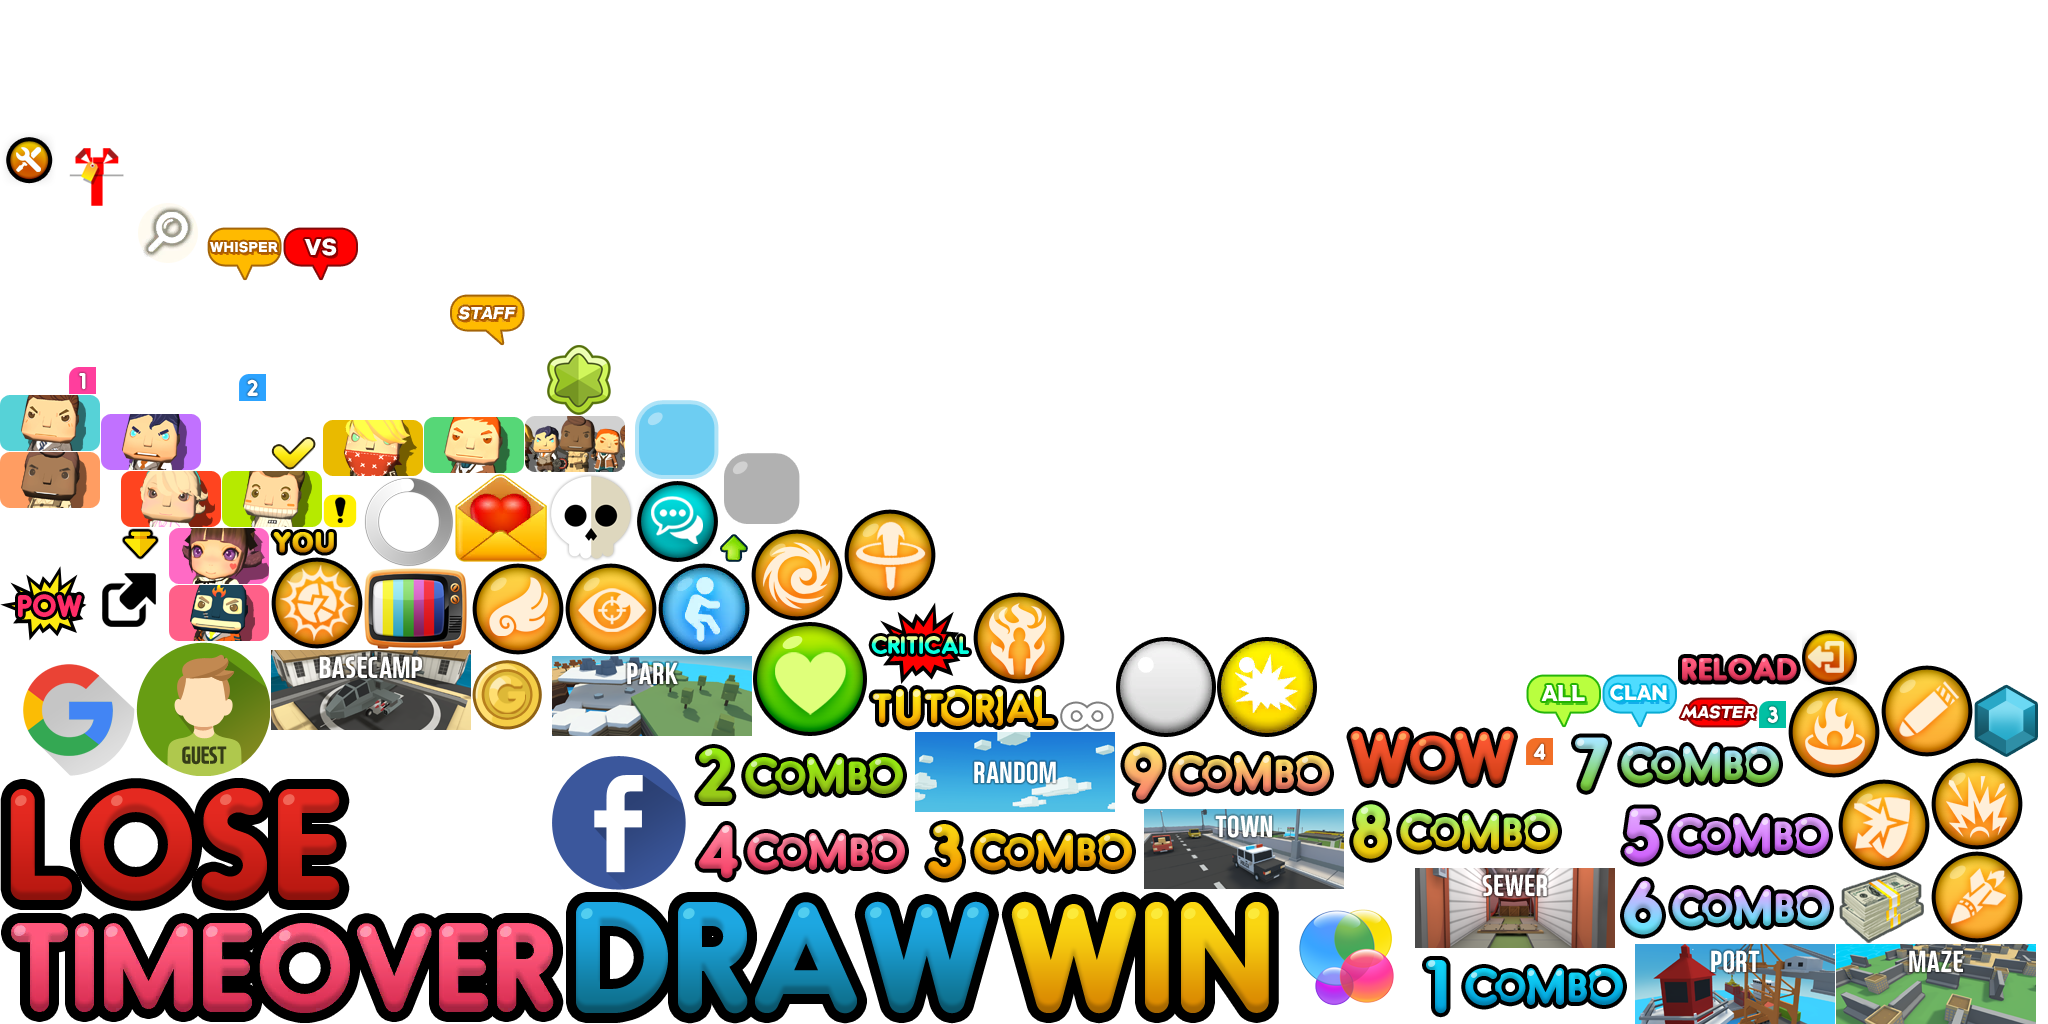 WHISPER
VS
STAFF
1
2
!
YOU
POW
CRITICAL
TUTORIAL
BASECAMP
PARK
G
GUEST
RELOAD
ALL
CLAN
MASTER
3
WOW
4
7 COMBO
2 COMBO
RANDOM
9 COMBO
LOSE
f
4 COMBO
3 COMBO
TOWN
8 COMBO
5 COMBO
SEWER
6 COMBO
TIMEOVER
DRAW
WIN
1 COMBO
PORT
MAZE